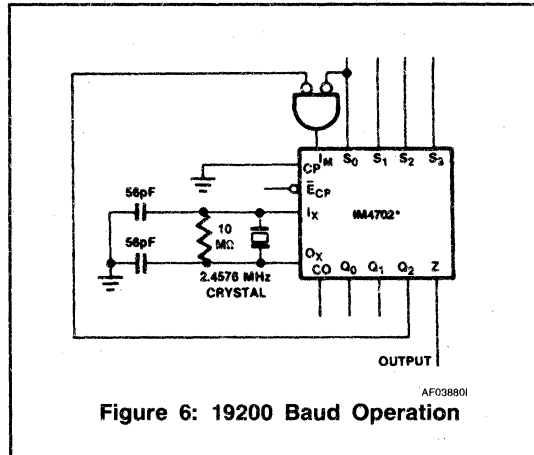 I_M S_0 S_1 S_2 S_3
CP
E̅_CP
56pF
I_X
IM4702*
10
MΩ
56pF
O_X
2.4576 MHz
CRYSTAL
CO Q_0 Q_1 Q_2 Z
OUTPUT
AF03880I
Figure 6: 19200 Baud Operation